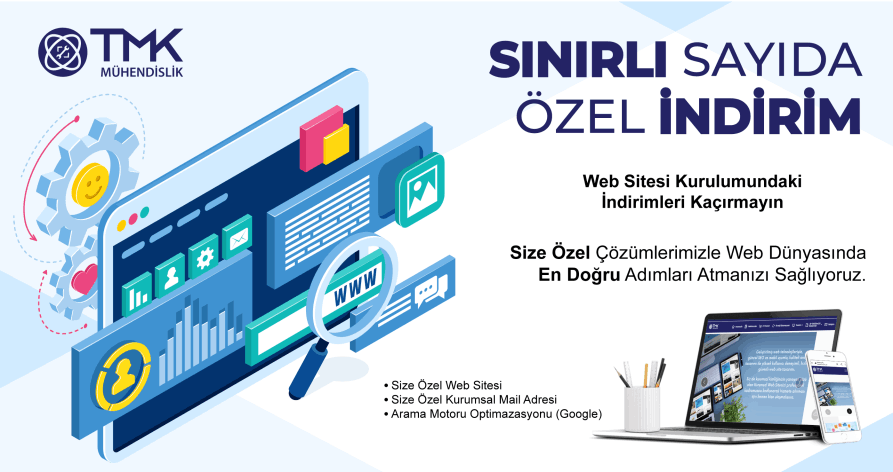 TMK
MÜHENDİSLİK
SINIRLI SAYIDA
ÖZEL İNDİRİM
Web Sitesi Kurulumundaki
İndirimleri Kaçırmayın
Size Özel Çözümlerimizle Web Dünyasında
En Doğru Adımları Atmanızı Sağlıyoruz.
WWW
• Size Özel Web Sitesi
• Size Özel Kurumsal Mail Adresi
• Arama Motoru Optimazasyonu (Google)